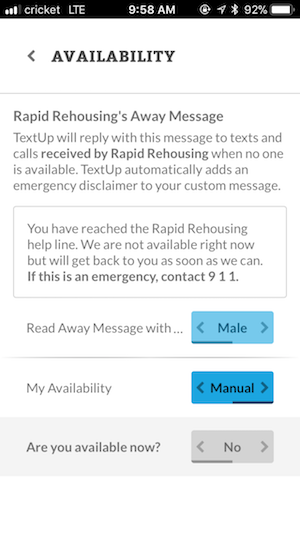 cricket LTE 9:58 AM 92%
AVAILABILITY
Rapid Rehousing's Away Message
TextUp will reply with this message to texts and
calls received by Rapid Rehousing when no one
is available. TextUp automatically adds an
emergency disclaimer to your custom message.
You have reached the Rapid Rehousing
help line. We are not available right now
but will get back to you as soon as we can.
If this is an emergency, contact 9 1 1.
Read Away Message with ... Male
My Availability Manual
Are you available now? No